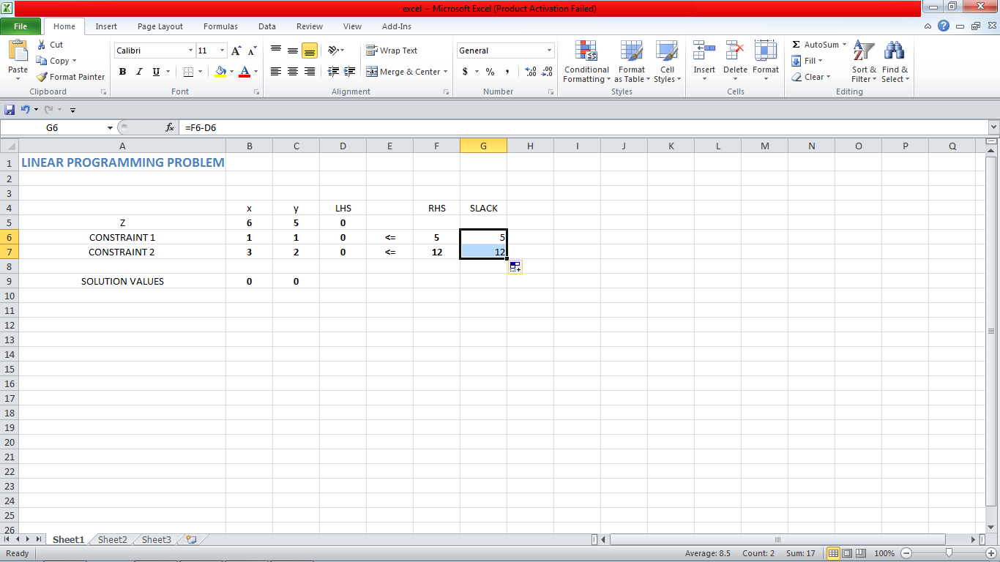 excel - Microsoft Excel (Product Activation Failed)
File Home Insert Page Layout Formulas Data Review View Add-Ins
Paste Cut Copy Format Painter Clipboard
Calibri 11 A A B I U A Font
Wrap Text Merge & Center Alignment
General $ % , .0 .00 .00 .0 Number
Conditional Formatting Format as Table Cell Styles Styles
Insert Delete Format Cells
Σ AutoSum Fill Clear Sort & Filter Find & Select Editing
G6 fx =F6-D6
A B C D E F G H I J K L M N O P Q
1 LINEAR PROGRAMMING PROBLEM
2
3
4 x y LHS RHS SLACK
5 Z 6 5 0
6 CONSTRAINT 1 1 1 0 <= 5 5
7 CONSTRAINT 2 3 2 0 <= 12 12
8
9 SOLUTION VALUES 0 0
10
11
12
13
14
15
16
17
18
19
20
21
22
23
24
25
26
Sheet1 Sheet2 Sheet3
Ready Average: 8.5 Count: 2 Sum: 17 100%